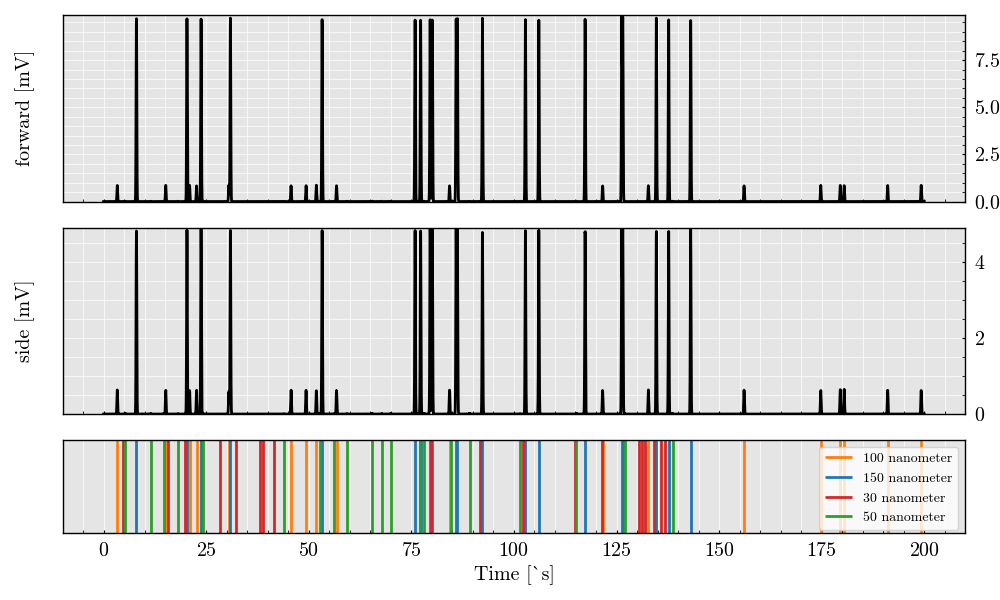 forward [mV]
7.5
5.0
2.5
0.0
side [mV]
4
2
0
100 nanometer
150 nanometer
30 nanometer
50 nanometer
0 25 50 75 100 125 150 175 200
Time [`s]